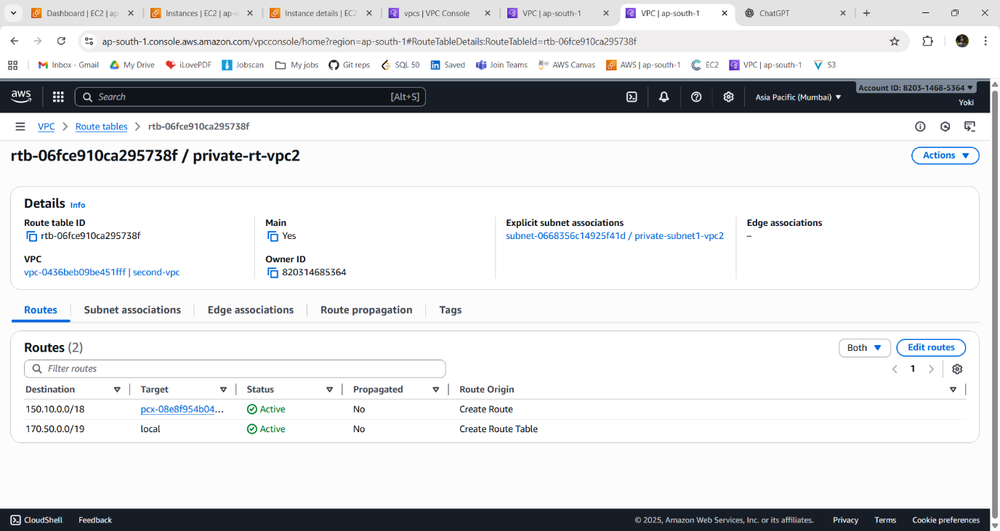 Dashboard | EC2 | ap-
Instances | EC2 | ap-s
Instance details | EC2
vpcs | VPC Console
VPC | ap-south-1
VPC | ap-south-1
ChatGPT
ap-south-1.console.aws.amazon.com/vpcconsole/home?region=ap-south-1#RouteTableDetails:RouteTableId=rtb-06fce910ca295738f
Inbox - Gmail
My Drive
iLovePDF
Jobscan
My jobs
Git reps
SQL 50
Saved
Join Teams
AWS Canvas
AWS | ap-south-1
EC2
VPC | ap-south-1
S3
aws
Search
[Alt+S]
Asia Pacific (Mumbai)
Account ID: 8203-1468-5364
Yoki
VPC
Route tables
rtb-06fce910ca295738f
rtb-06fce910ca295738f / private-rt-vpc2
Actions
Details Info
Route table ID
rtb-06fce910ca295738f
Main
Yes
Explicit subnet associations
subnet-0668356c14925f41d / private-subnet1-vpc2
Edge associations
–
VPC
vpc-0436beb09be451fff | second-vpc
Owner ID
820314685364
Routes
Subnet associations
Edge associations
Route propagation
Tags
Routes (2)
Both
Edit routes
Filter routes
1
Destination
Target
Status
Propagated
Route Origin
150.10.0.0/18
pcx-08e8f954b04...
Active
No
Create Route
170.50.0.0/19
local
Active
No
Create Route Table
CloudShell
Feedback
© 2025, Amazon Web Services, Inc. or its affiliates.
Privacy
Terms
Cookie preferences